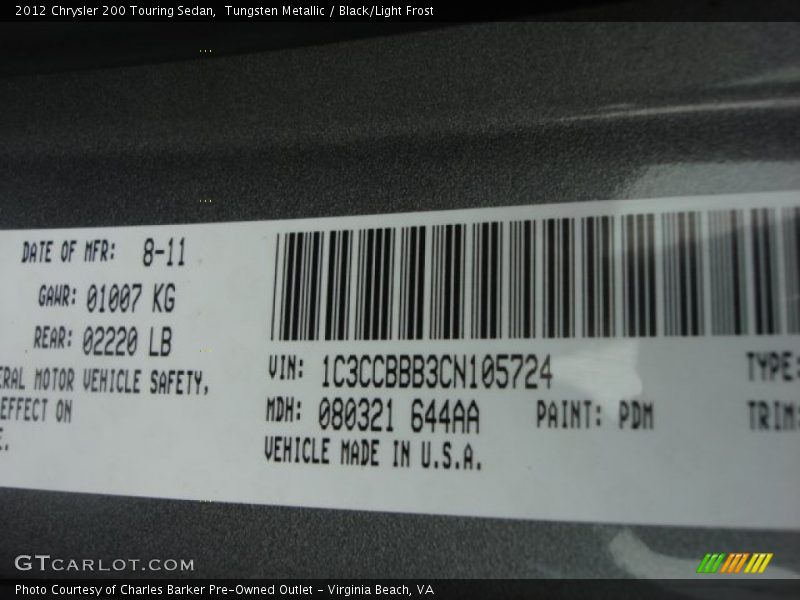 2012 Chrysler 200 Touring Sedan,  Tungsten Metallic / Black/Light Frost
DATE OF MFR: 8-11
GAWR: 01007 KG
REAR: 02220 LB
ERAL MOTOR VEHICLE SAFETY,
EFFECT ON
E.
VIN: 1C3CCBBB3CN105724
MDH: 080321 644AA
PAINT: PDM
VEHICLE MADE IN U.S.A.
TYPE:
TRIM:
GTCARLOT.COM
Photo Courtesy of Charles Barker Pre-Owned Outlet - Virginia Beach, VA